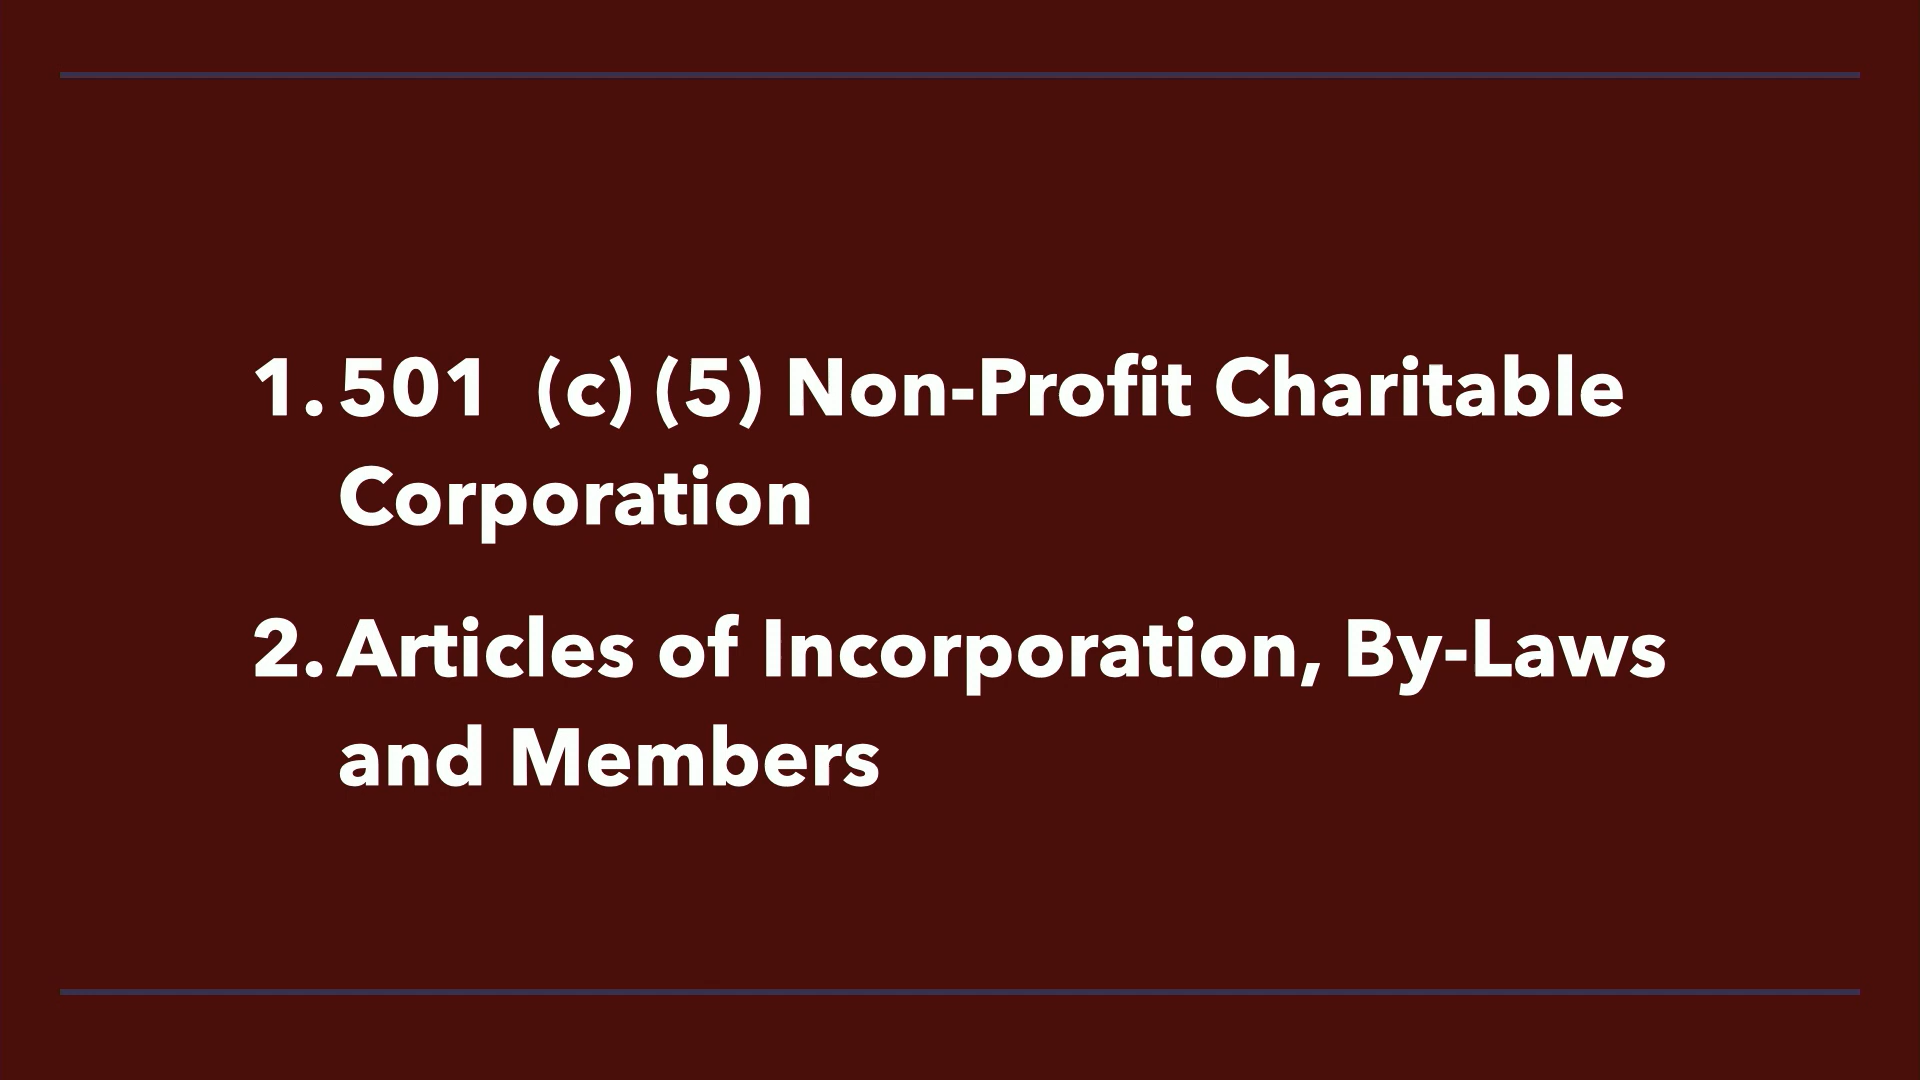 1. 501  (c) (5) Non-Profit Charitable
Corporation
2. Articles of Incorporation, By-Laws
and Members